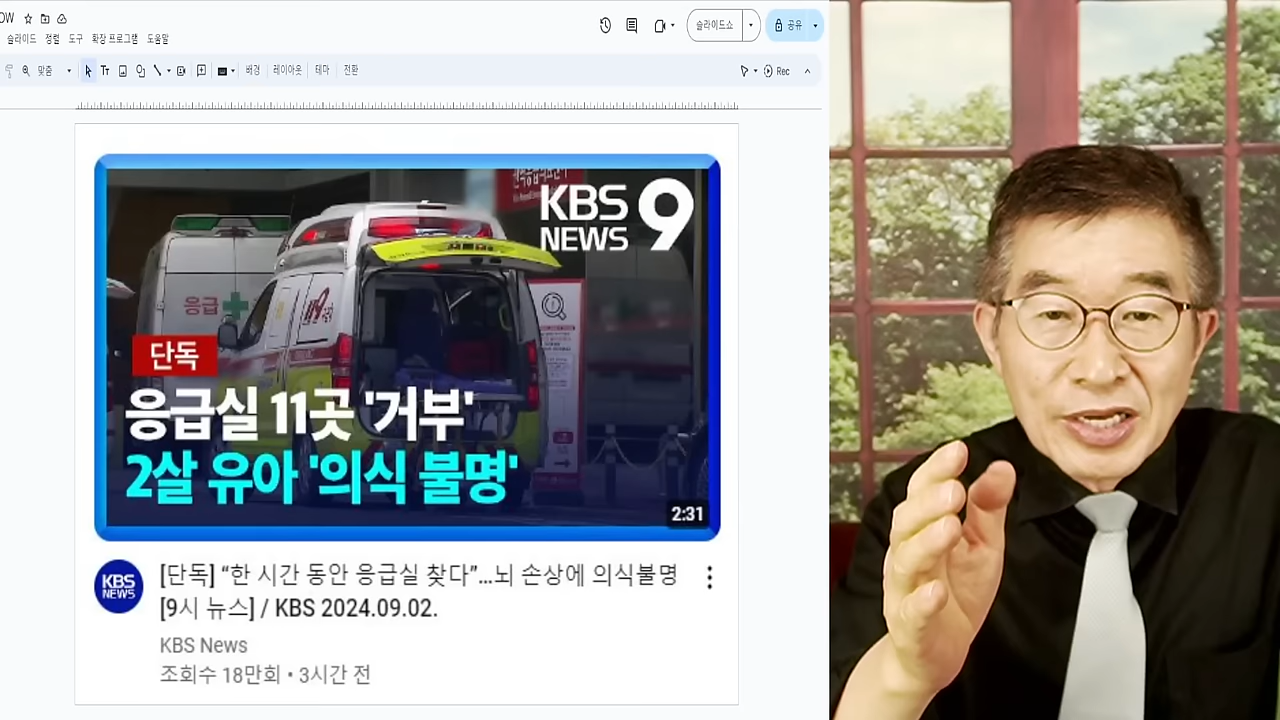 OW
슬라이드쇼
공유
슬라이드 정렬 도구 확장 프로그램 도움말
맞춤 Tт 배경 레이아웃 테마 전환 Rec
KBS
NEWS 9
응급
단독
응급실 11곳 '거부'
2살 유아 '의식 불명'
2:31
KBS
NEWS
[단독] “한 시간 동안 응급실 찾다”…뇌 손상에 의식불명
[9시 뉴스] / KBS 2024.09.02.
KBS News
조회수 18만회 • 3시간 전